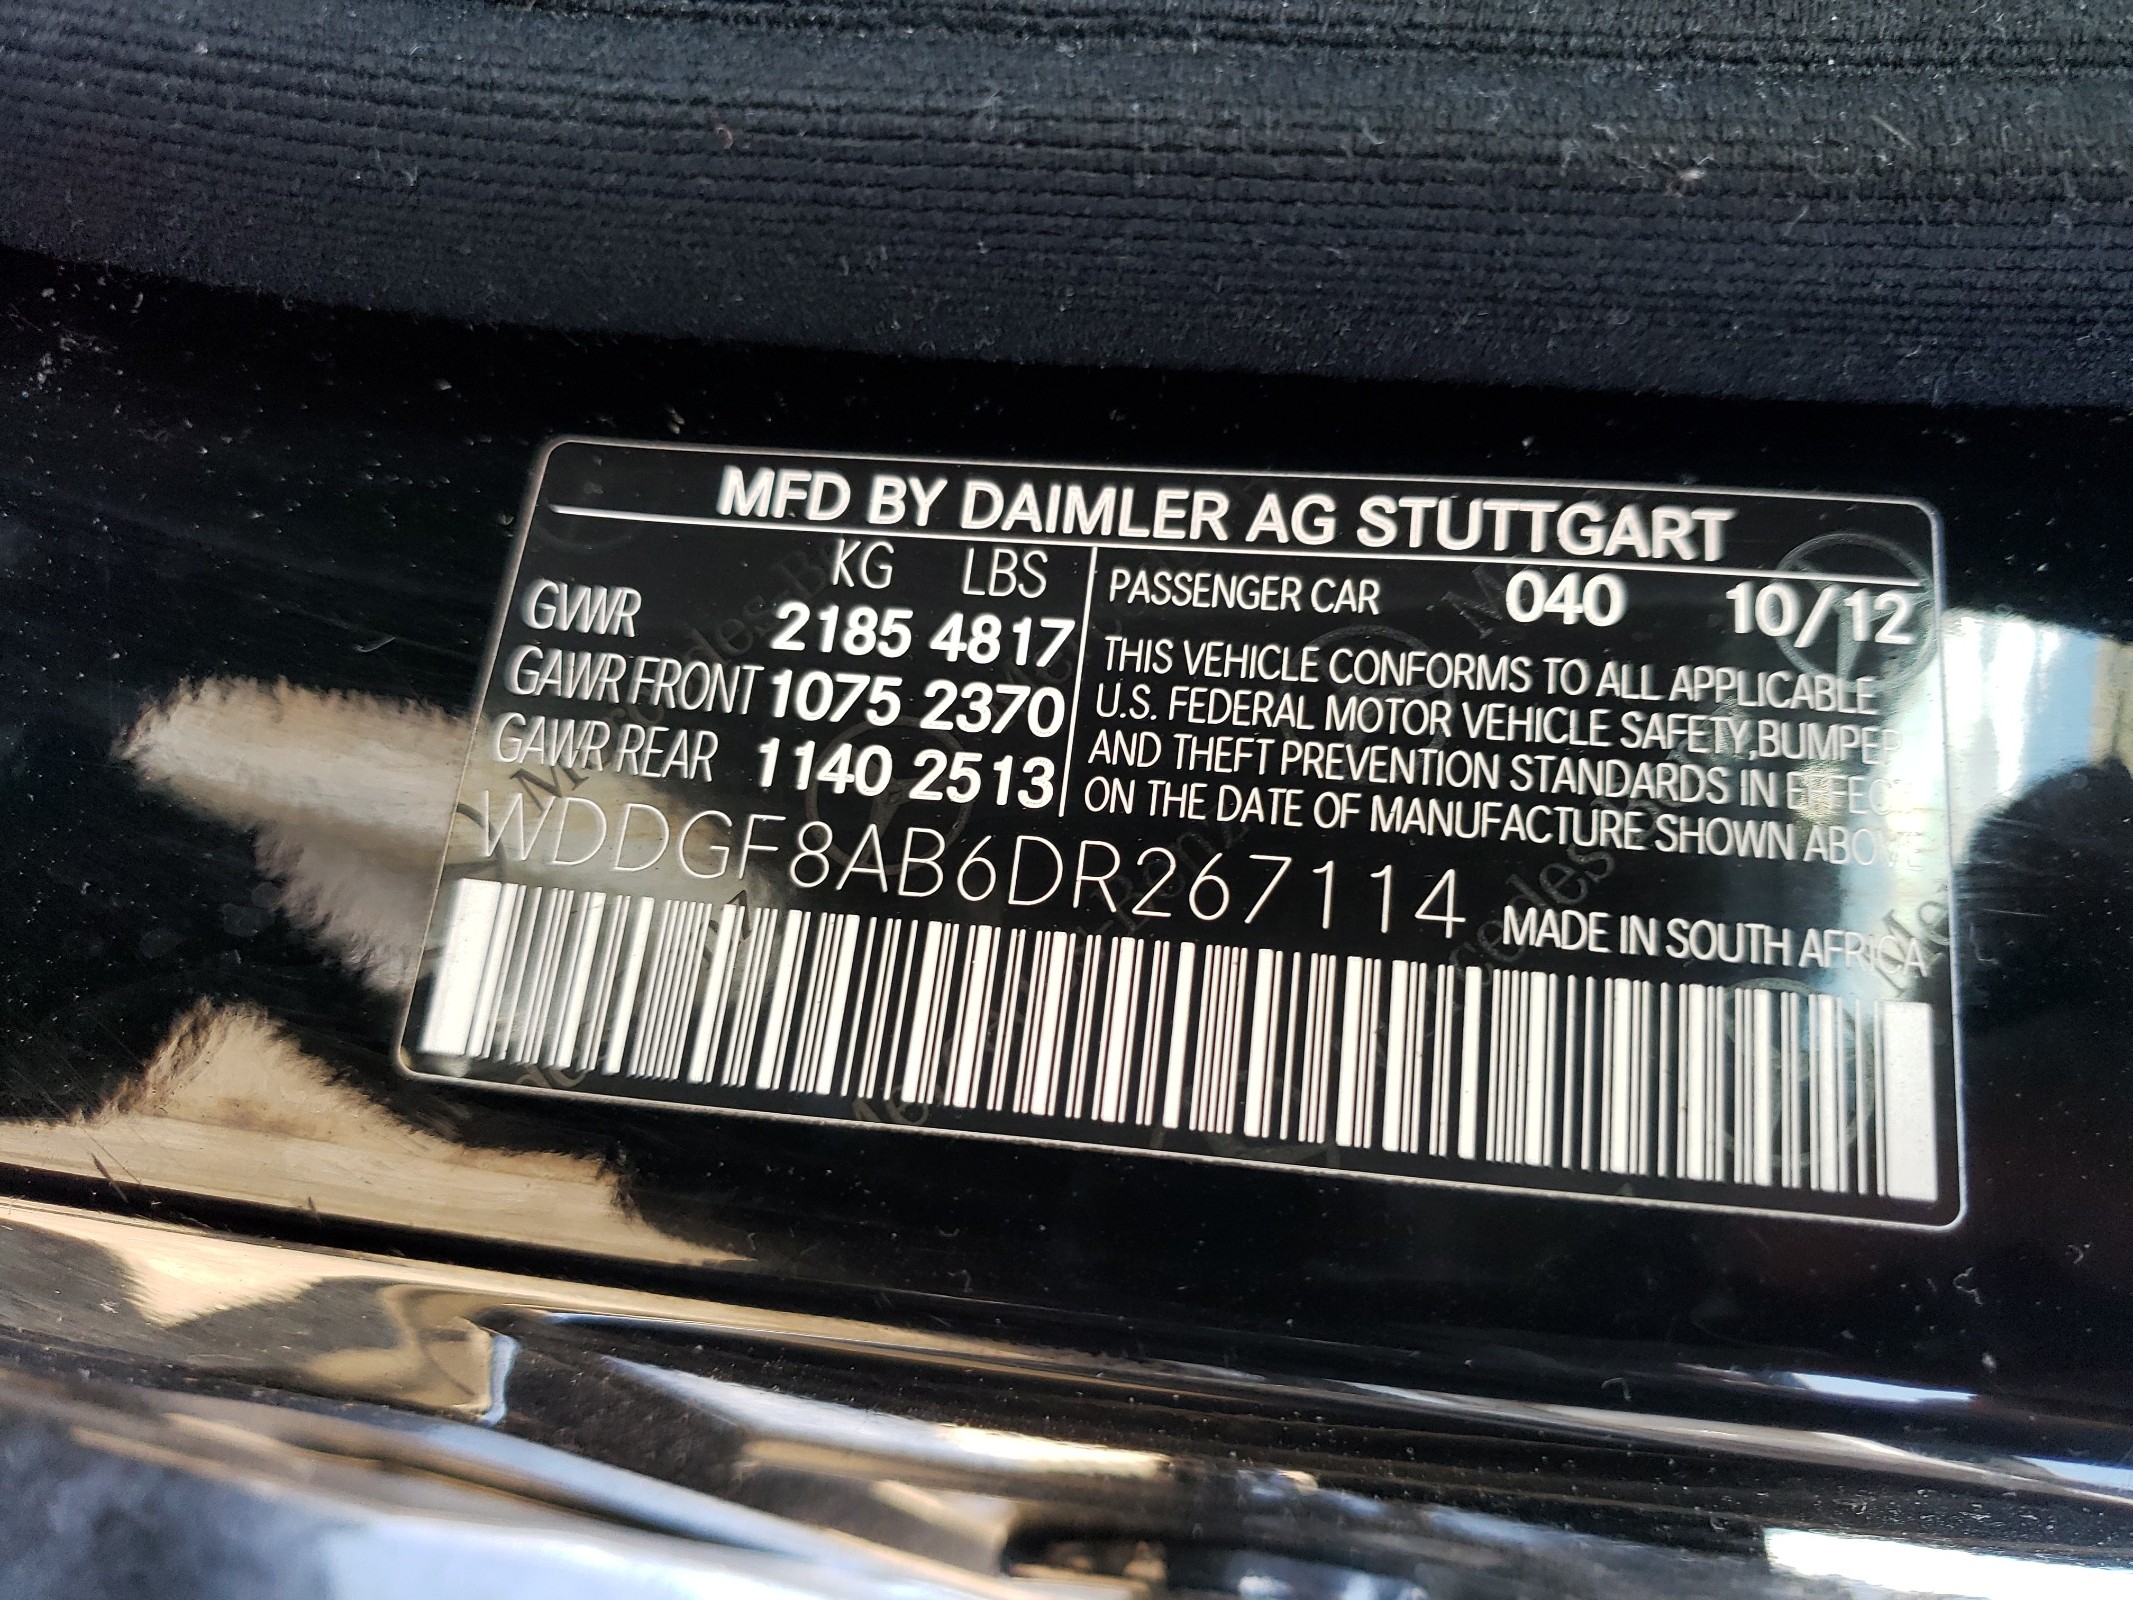 MFD BY DAIMLER AG STUTTGART
KG LBS
GVWR 2185 4817
GAWR FRONT 1075 2370
GAWR REAR 1140 2513
PASSENGER CAR 040 10/12
THIS VEHICLE CONFORMS TO ALL APPLICABLE
U.S. FEDERAL MOTOR VEHICLE SAFETY,BUMPER
AND THEFT PREVENTION STANDARDS IN EFFECT
ON THE DATE OF MANUFACTURE SHOWN ABOVE
WDDGF8AB6DR267114
MADE IN SOUTH AFRICA